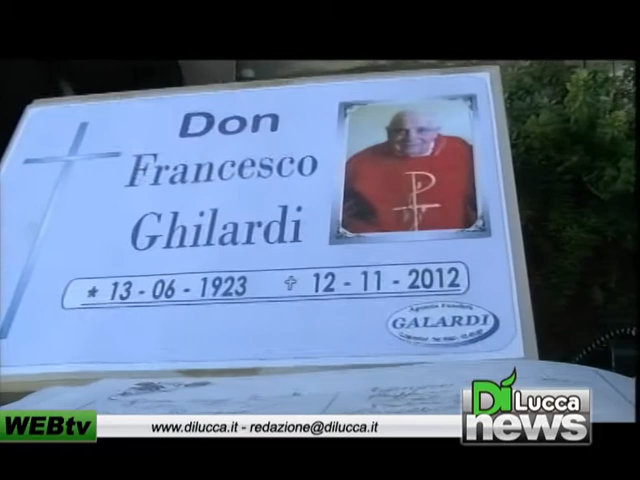 Don
Francesco
Ghilardi
* 13 - 06 - 1923 ✝ 12 - 11 - 2012
GALARDI
WEBtv
www.dilucca.it - redazione@dilucca.it
Di LUCCA
news